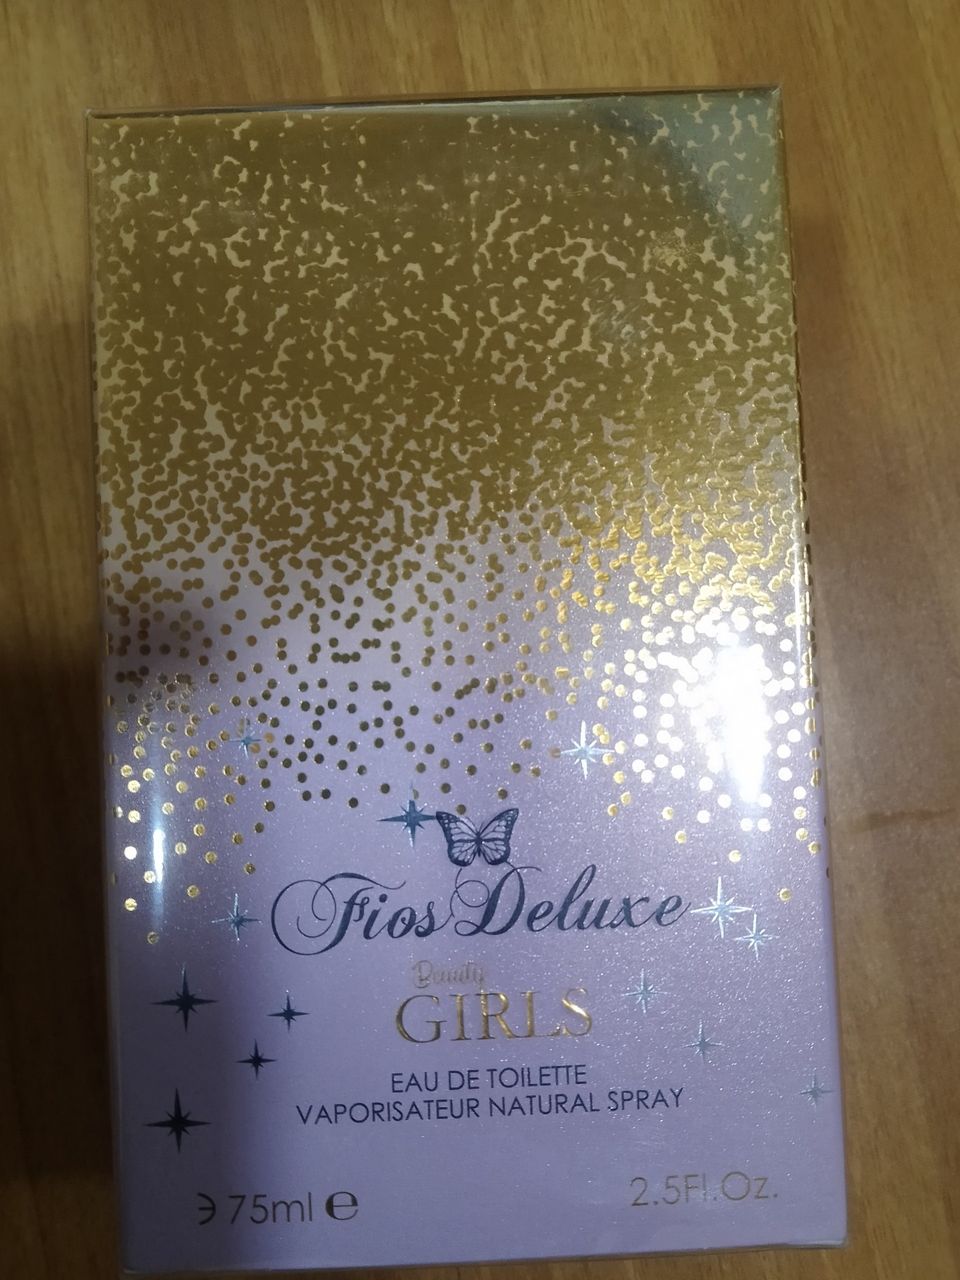 Fios Deluxe
Beauty
GIRLS
EAU DE TOILETTE
VAPORISATEUR NATURAL SPRAY
϶ 75ml ℮
2.5Fl.Oz.